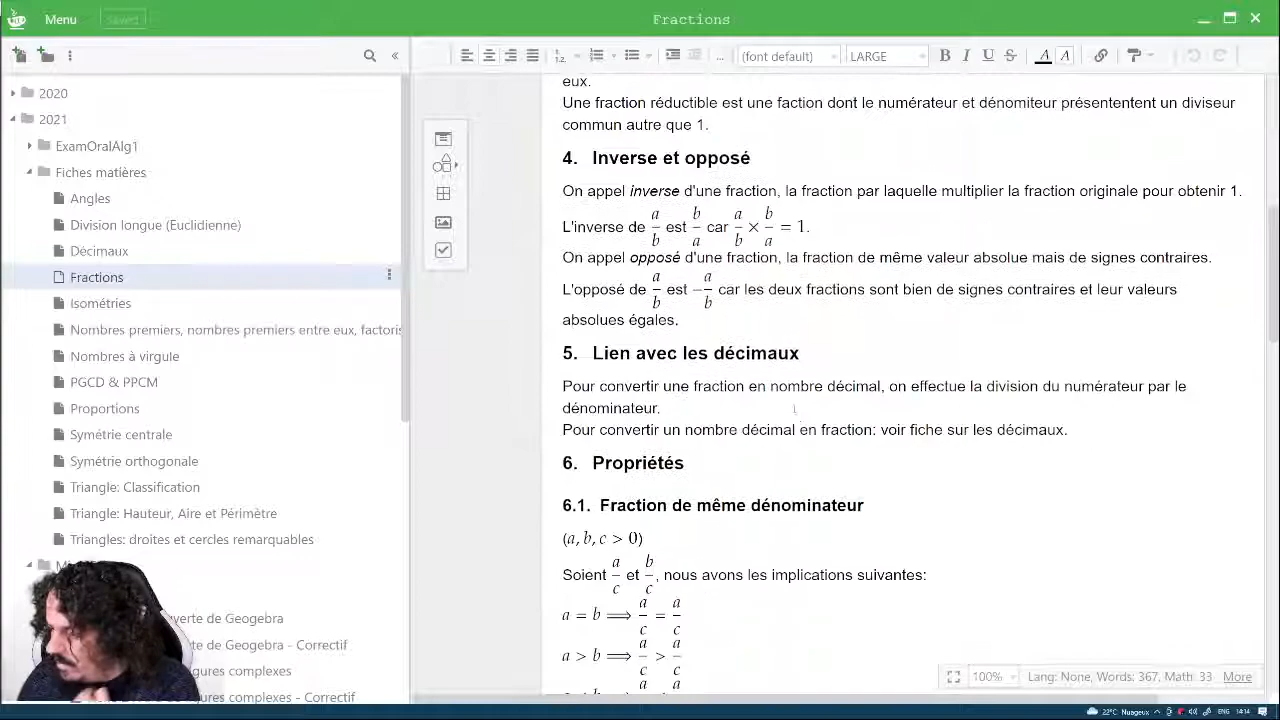 Menu
Saved
Fractions
(font default)
LARGE
B I U S A A
2020
2021
ExamOralAlg1
Fiches matières
Angles
Division longue (Euclidienne)
Décimaux
Fractions
Isométries
Nombres premiers, nombres premiers entre eux, factoris
Nombres à virgule
PGCD & PPCM
Proportions
Symétrie centrale
Symétrie orthogonale
Triangle: Classification
Triangle: Hauteur, Aire et Périmètre
Triangles: droites et cercles remarquables
verte de Geogebra
te de Geogebra - Correctif
gures complexes
figures complexes - Correctif
eux.
Une fraction réductible est une faction dont le numérateur et dénomiteur présententent un diviseur
commun autre que 1.
4. Inverse et opposé
On appel inverse d'une fraction, la fraction par laquelle multiplier la fraction originale pour obtenir 1.
L'inverse de a/b est b/a car a/b × b/a = 1.
On appel opposé d'une fraction, la fraction de même valeur absolue mais de signes contraires.
L'opposé de a/b est −a/b car les deux fractions sont bien de signes contraires et leur valeurs
absolues égales.
5. Lien avec les décimaux
Pour convertir une fraction en nombre décimal, on effectue la division du numérateur par le
dénominateur.
Pour convertir un nombre décimal en fraction: voir fiche sur les décimaux.
6. Propriétés
6.1. Fraction de même dénominateur
(a, b, c > 0)
Soient a/c et b/c, nous avons les implications suivantes:
a = b ⟹ a/c = a/c
a > b ⟹ a/c > a/c
100%
Lang: None, Words: 367, Math: 33
More
22°C Nuageux
ENG
14:14